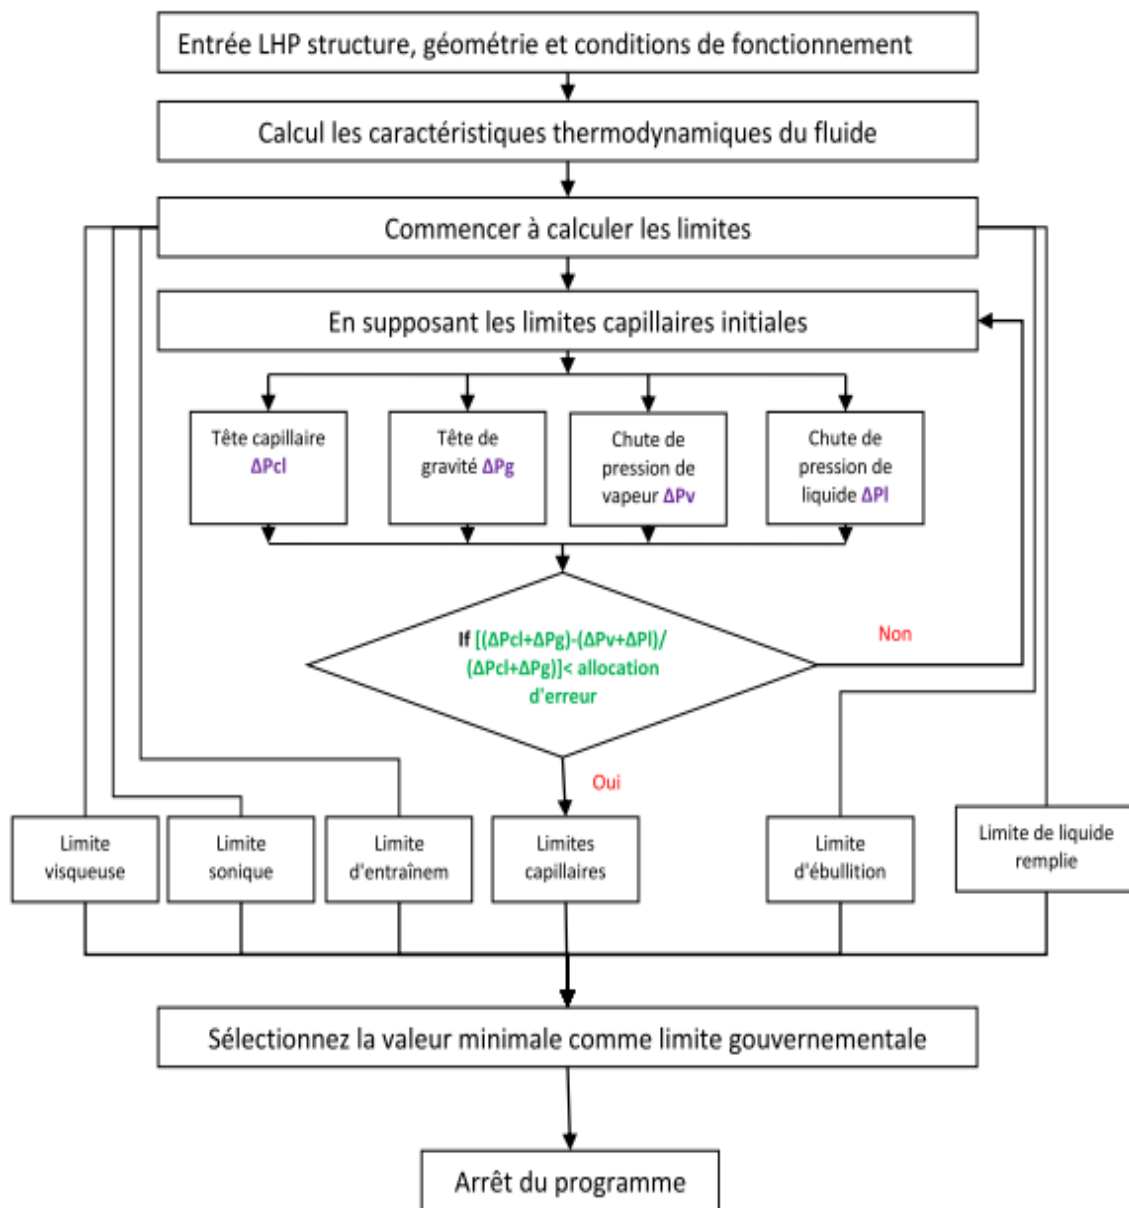 Entrée LHP structure, géométrie et conditions de fonctionnement
Calcul les caractéristiques thermodynamiques du fluide
Commencer à calculer les limites
En supposant les limites capillaires initiales
Tête capillaire
ΔPcl
Tête de
gravité ΔPg
Chute de
pression de
vapeur ΔPv
Chute de
pression de
liquide ΔPl
If [(ΔPcl+ΔPg)-(ΔPv+ΔPl)/
(ΔPcl+ΔPg)]< allocation
d'erreur
Non
Oui
Limite
visqueuse
Limite
sonique
Limite
d'entraînem
Limites
capillaires
Limite
d'ébullition
Limite de liquide
remplie
Sélectionnez la valeur minimale comme limite gouvernementale
Arrêt du programme